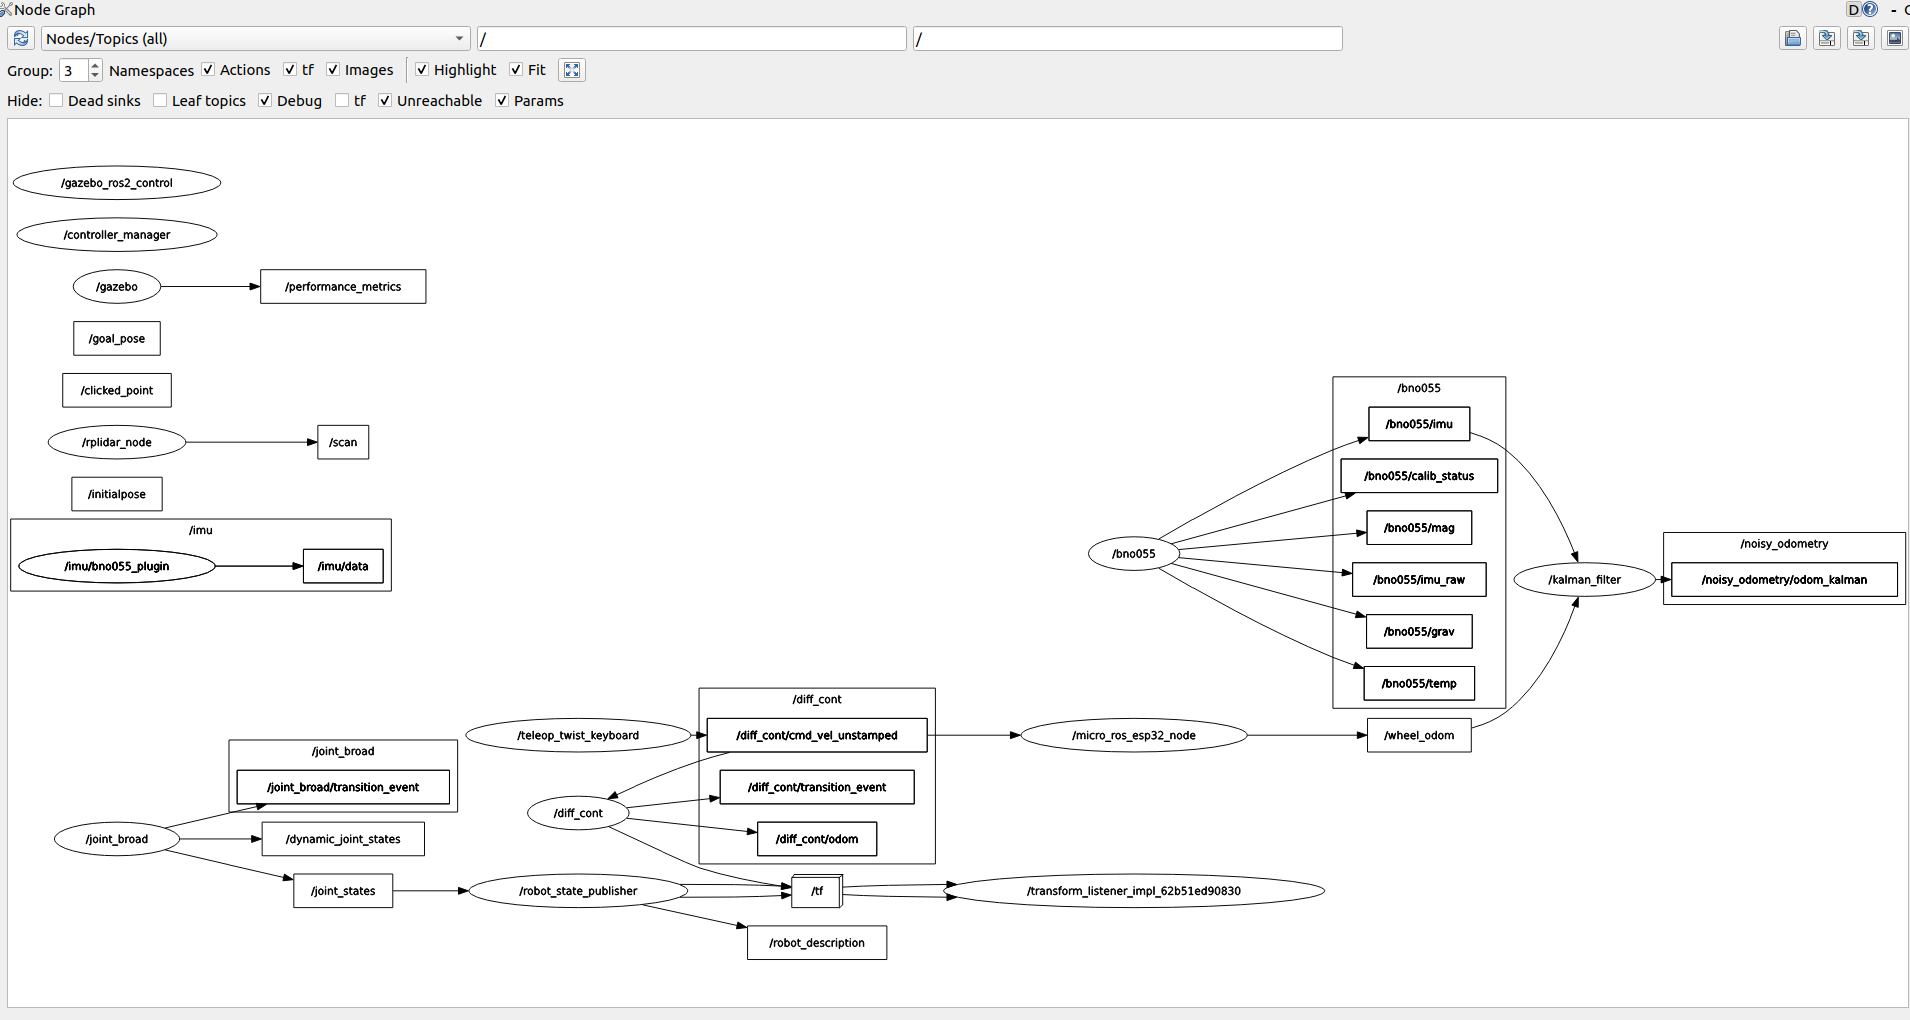 Node Graph
D
- C
Nodes/Topics (all)
/
/
Group: 3 Namespaces Actions tf Images Highlight Fit
Hide: Dead sinks Leaf topics Debug tf Unreachable Params
/gazebo_ros2_control
/controller_manager
/gazebo
/performance_metrics
/goal_pose
/clicked_point
/rplidar_node
/scan
/initialpose
/imu
/imu/bno055_plugin
/imu/data
/bno055
/bno055/imu
/bno055/calib_status
/bno055/mag
/bno055
/bno055/imu_raw
/bno055/grav
/bno055/temp
/kalman_filter
/noisy_odometry
/noisy_odometry/odom_kalman
/diff_cont
/teleop_twist_keyboard
/diff_cont/cmd_vel_unstamped
/micro_ros_esp32_node
/wheel_odom
/diff_cont/transition_event
/diff_cont
/diff_cont/odom
/joint_broad
/joint_broad/transition_event
/joint_broad
/dynamic_joint_states
/joint_states
/robot_state_publisher
/tf
/transform_listener_impl_62b51ed90830
/robot_description